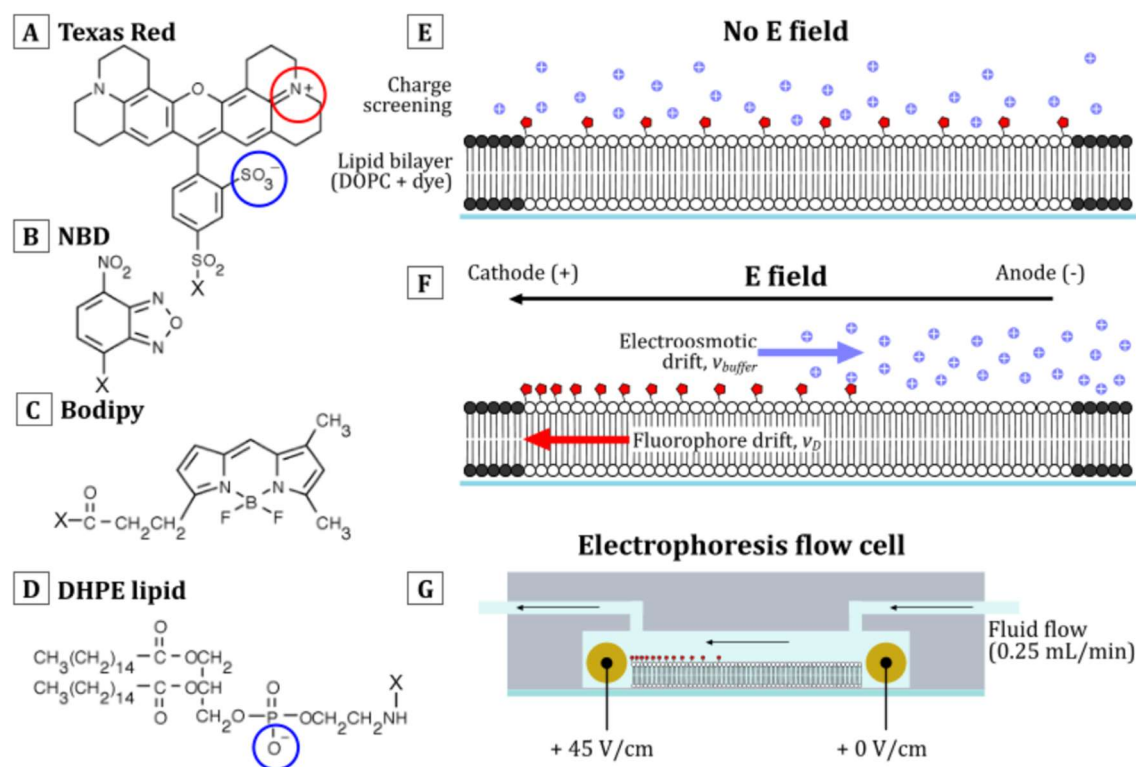 A Texas Red
N
O
N+
SO3−
SO2
X
B NBD
NO2
N
O
N
X
C Bodipy
CH3
O
X—C—CH2CH2
N
N
B
F
F
CH3
D DHPE lipid
O
CH3(CH2)14—C—OCH2
CH3(CH2)14—C—OCH
O
CH2O—P—OCH2CH2NH
O
O−
X
E No E field
Charge
screening
Lipid bilayer
(DOPC + dye)
F E field
Cathode (+)
Anode (-)
Electroosmotic
drift, vbuffer
Fluorophore drift, vD
Electrophoresis flow cell
G
Fluid flow
(0.25 mL/min)
+ 45 V/cm
+ 0 V/cm